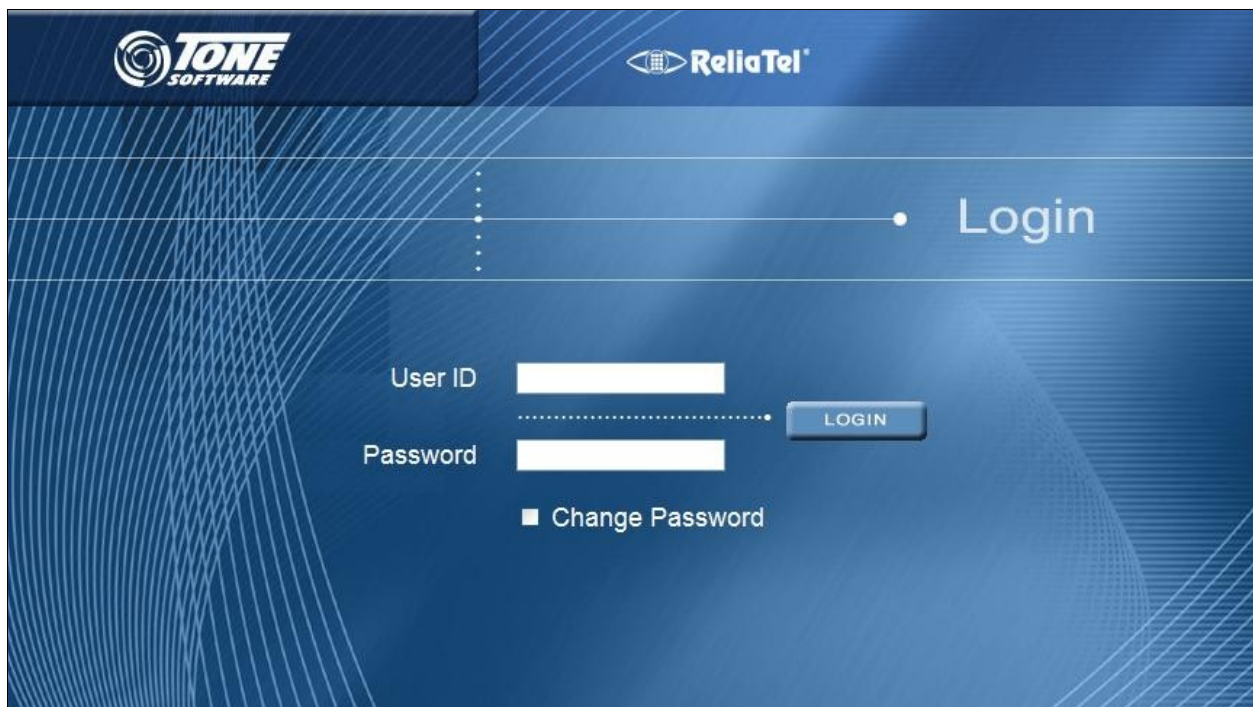 TONE
SOFTWARE
ReliaTel®
Login
User ID
LOGIN
Password
Change Password